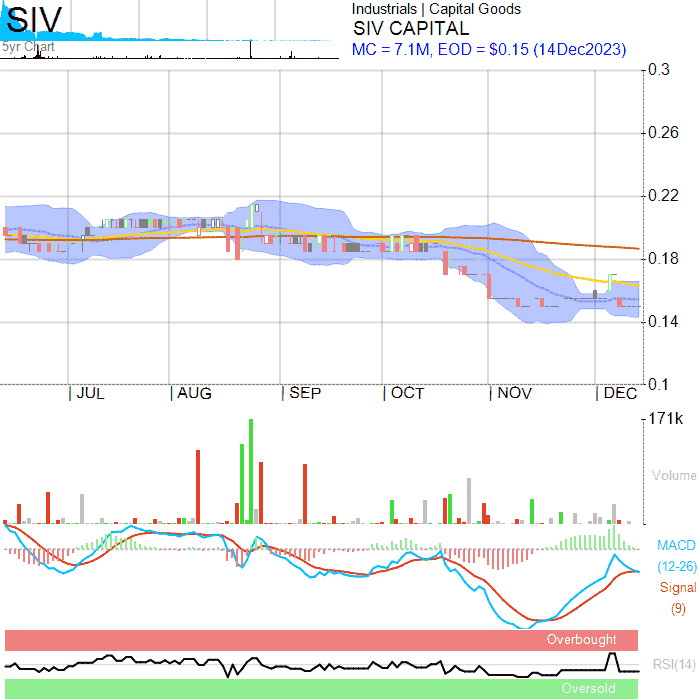 SIV
5yr Chart
Industrials | Capital Goods
SIV CAPITAL
MC = 7.1M, EOD = $0.15 (14Dec2023)
0.3
0.26
0.22
0.18
0.14
0.1
JUL AUG SEP OCT NOV DEC
171k
Volume
MACD
(12-26)
Signal
(9)
Overbought
RSI(14)
Oversold